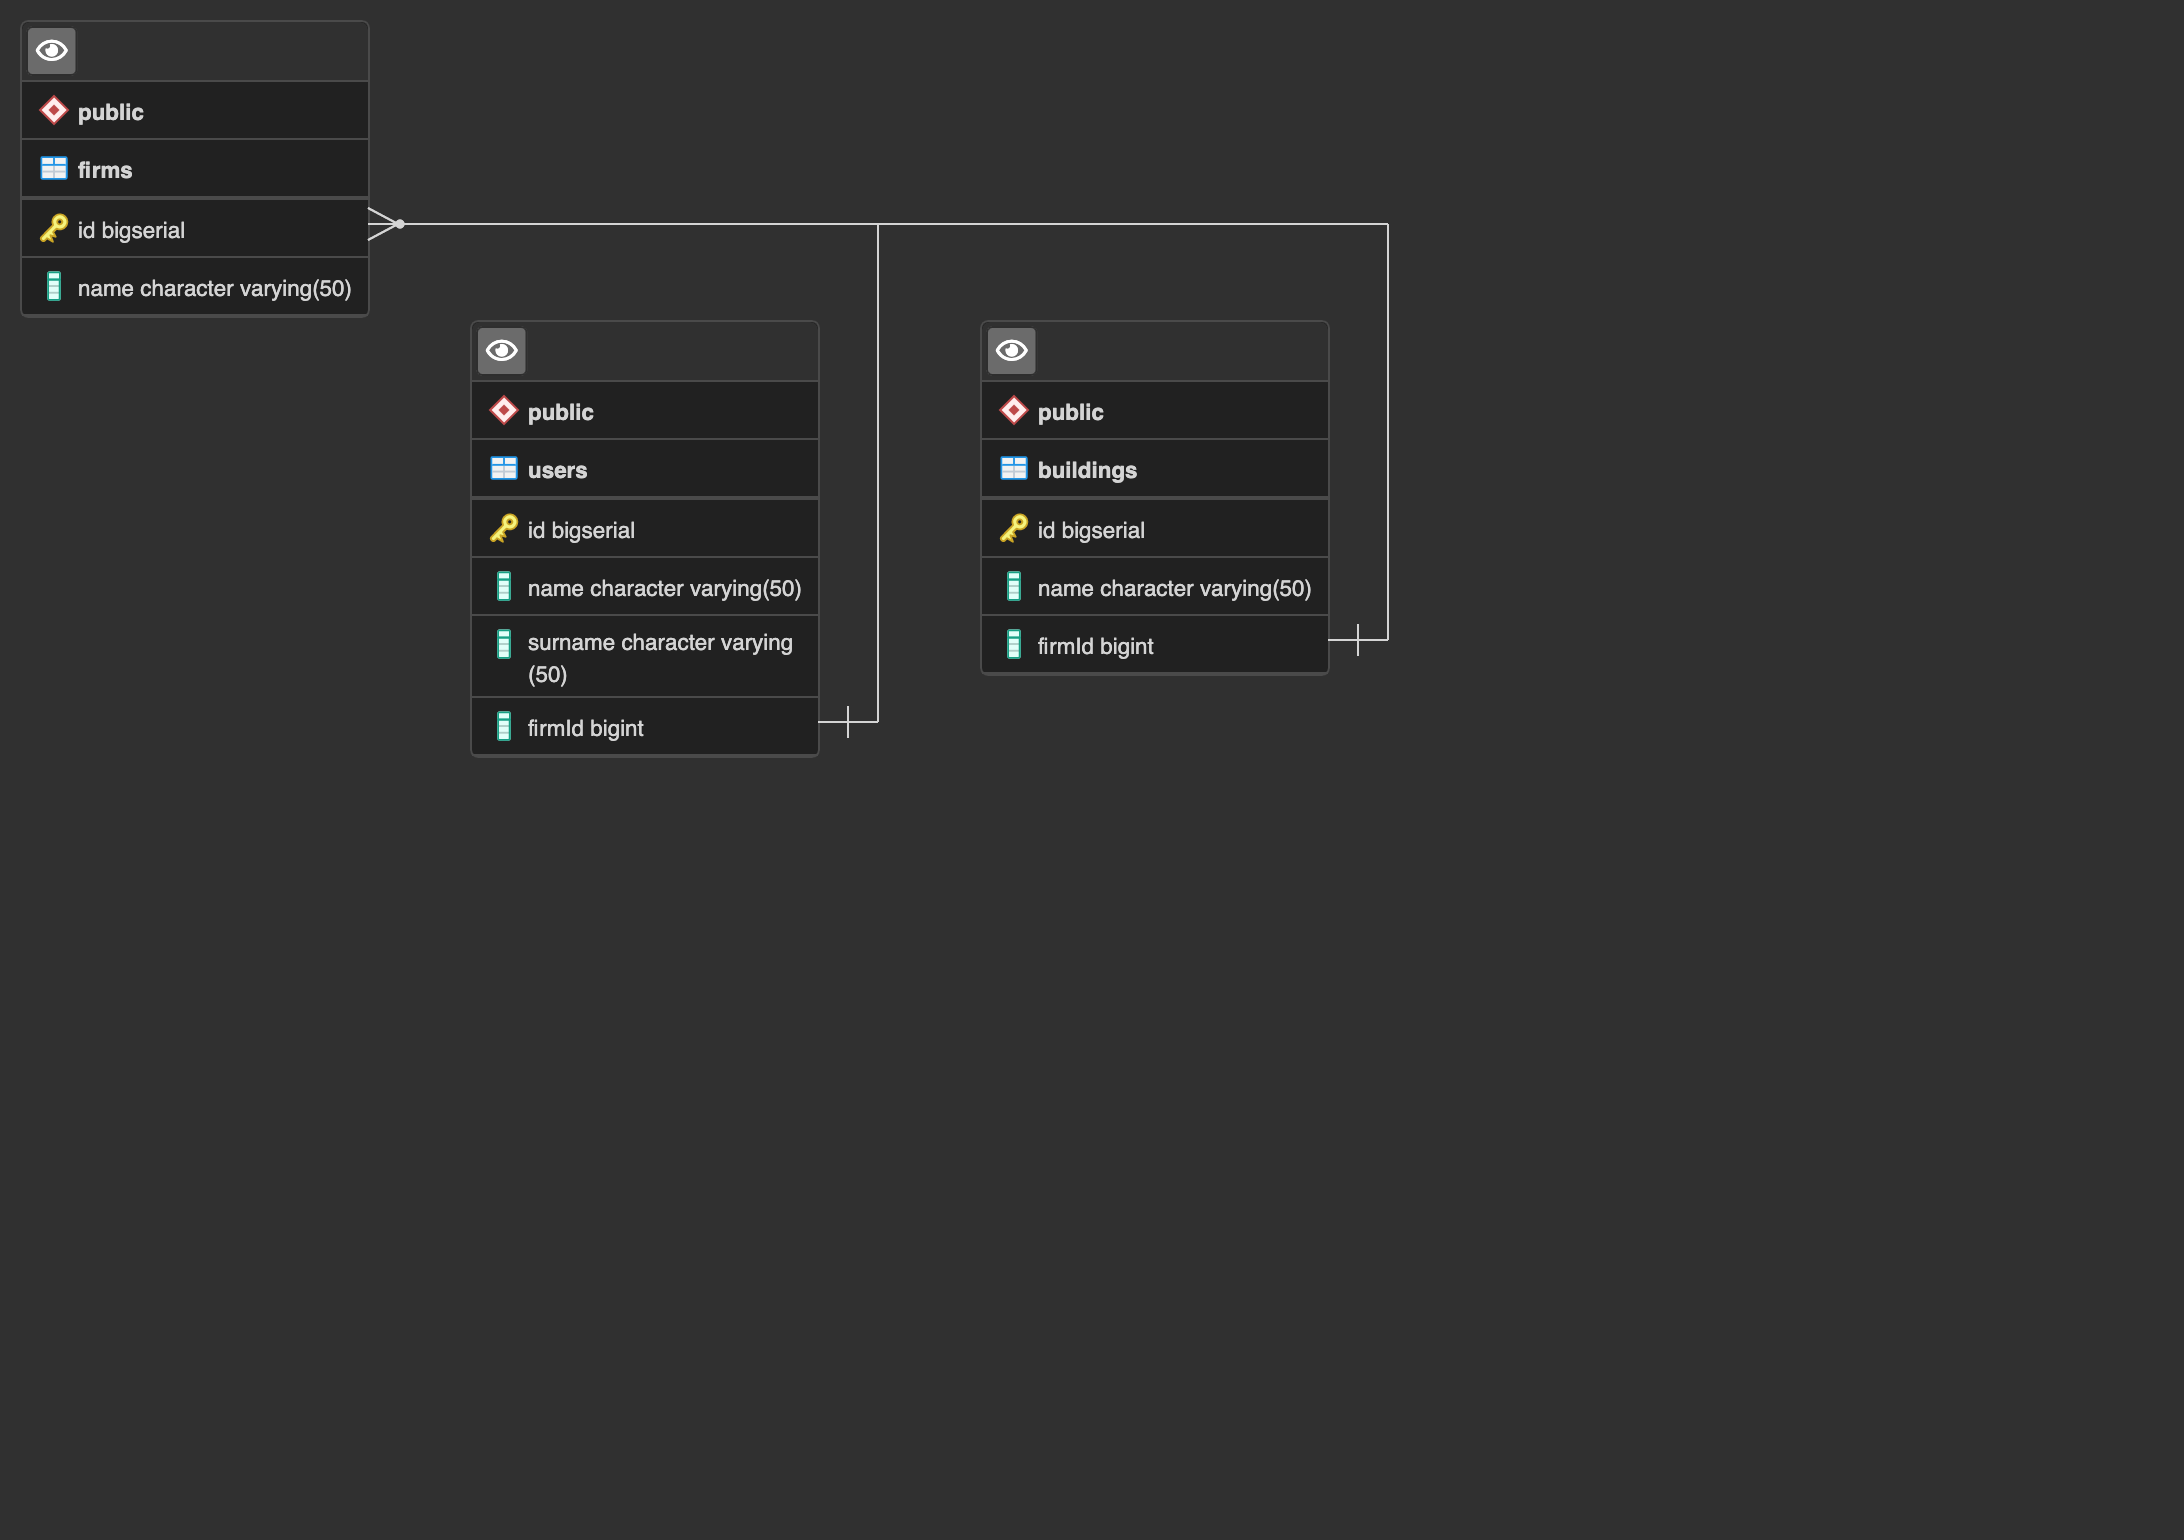 public
firms
id bigserial
name character varying(50)
public
users
id bigserial
name character varying(50)
surname character varying
(50)
firmId bigint
public
buildings
id bigserial
name character varying(50)
firmId bigint